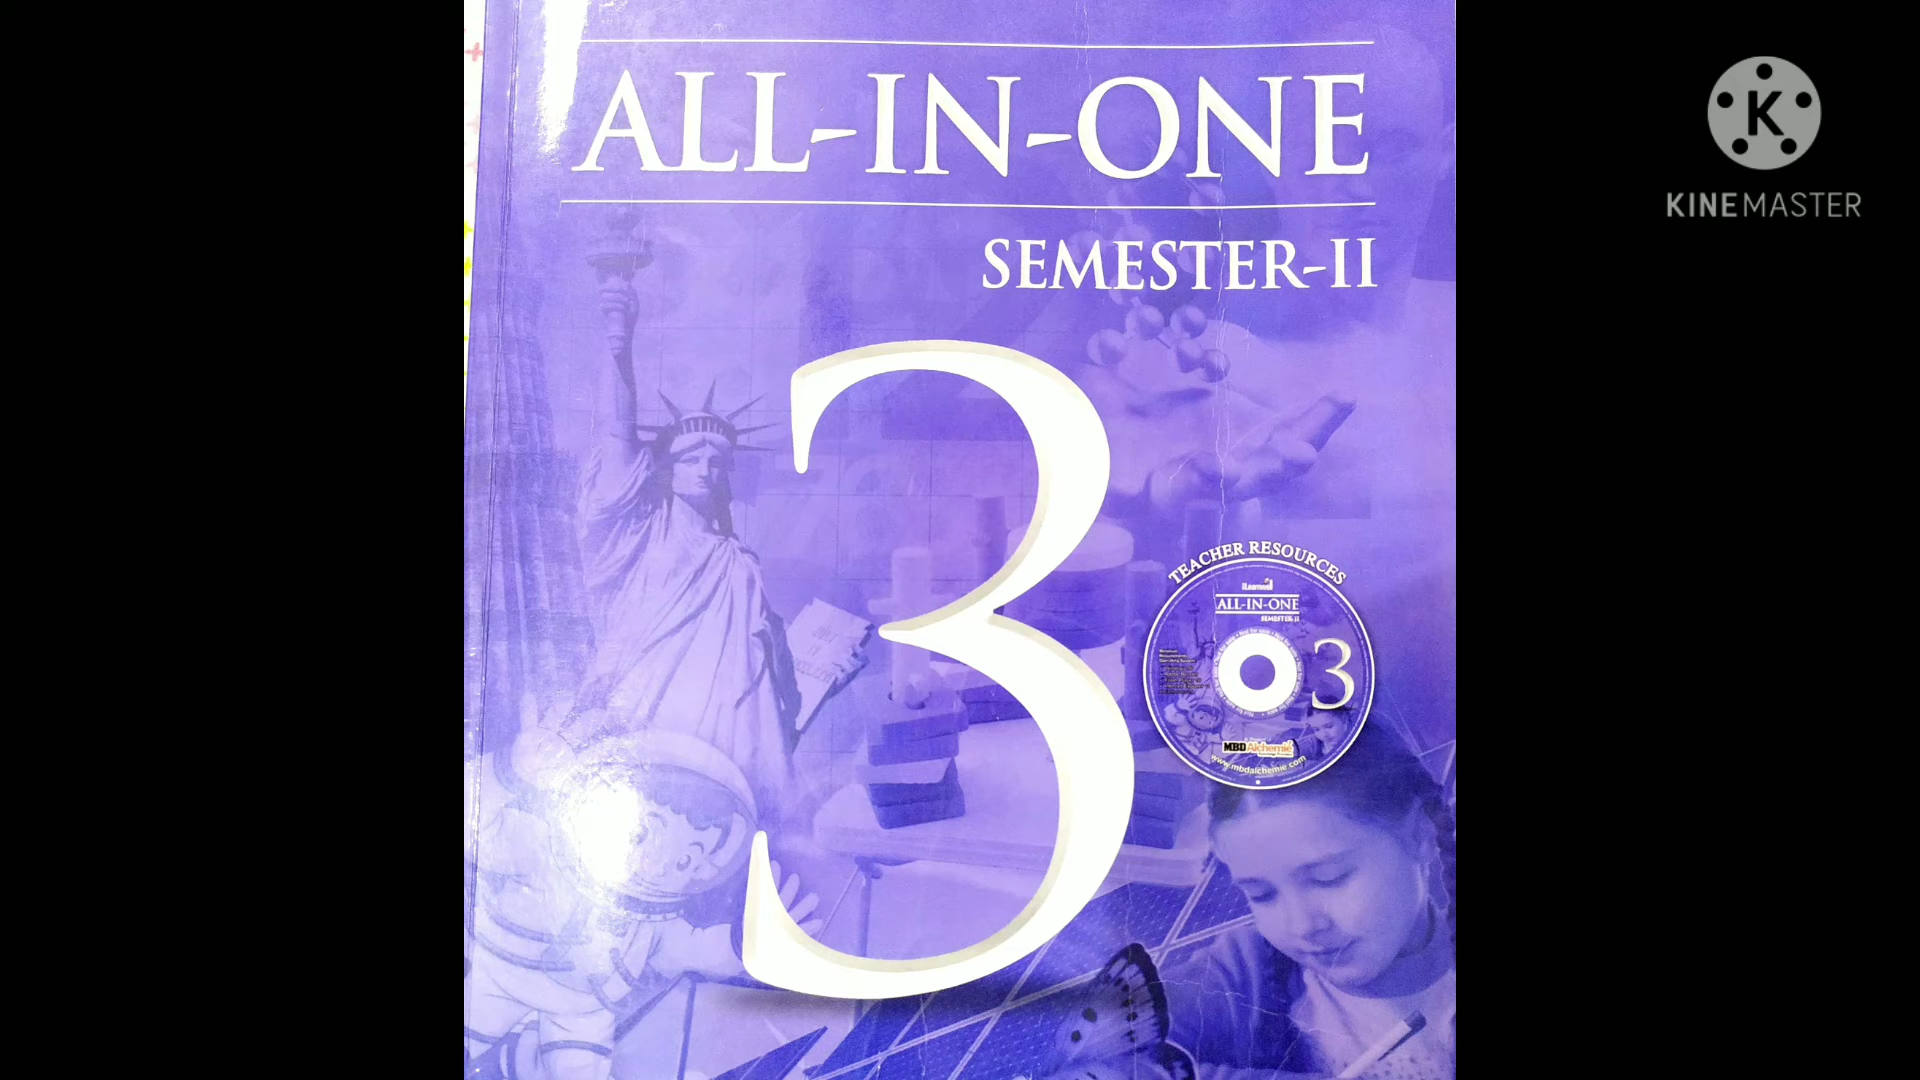 ALL-IN-ONE
SEMESTER-II
3
TEACHER RESOURCES
ALL-IN-ONE
SEMESTER-II
3
MBD Alchemie
www.mbdalchemie.com
K
KINEMASTER